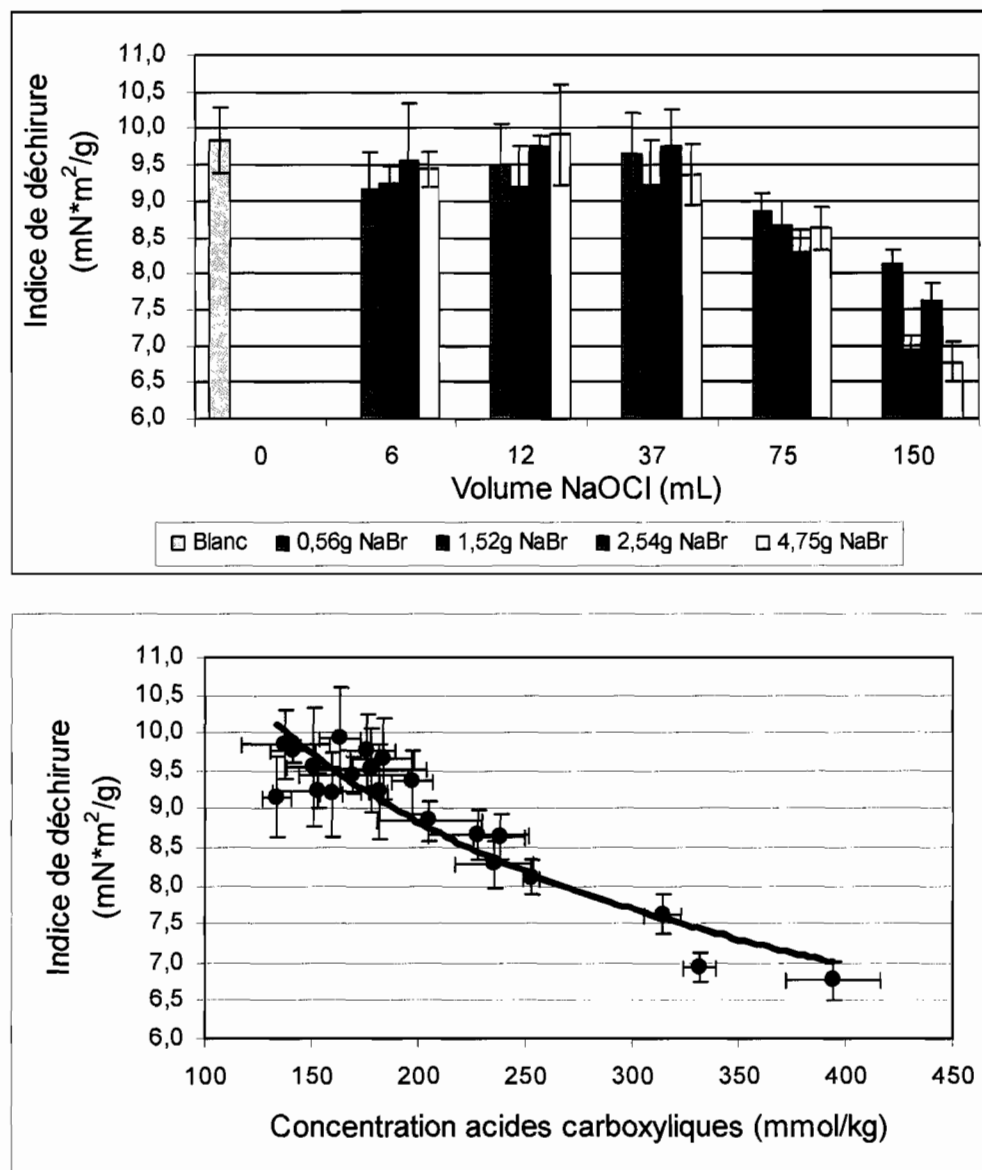 11,0
10,5
10,0
9,5
9,0
8,5
8,0
7,5
7,0
6,5
6,0
Indice de déchirure
(mN*m²/g)
0 6 12 37 75 150
Volume NaOCl (mL)
Blanc 0,56g NaBr 1,52g NaBr 2,54g NaBr 4,75g NaBr
11,0
10,5
10,0
9,5
9,0
8,5
8,0
7,5
7,0
6,5
6,0
Indice de déchirure
(mN*m²/g)
100 150 200 250 300 350 400 450
Concentration acides carboxyliques (mmol/kg)